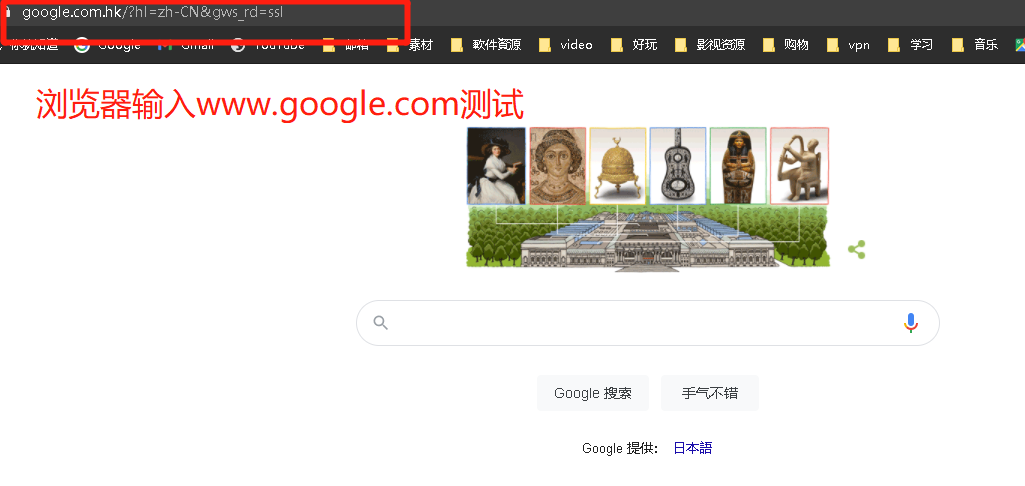 google.com.hk/?hl=zh-CN&gws_rd=ssl
Google Gmail YouTube 邮箱 素材 軟件資源 video 好玩 影视资源 购物 vpn 学习 音乐
浏览器输入www.google.com测试
Google 搜索 手气不错
Google 提供: 日本語